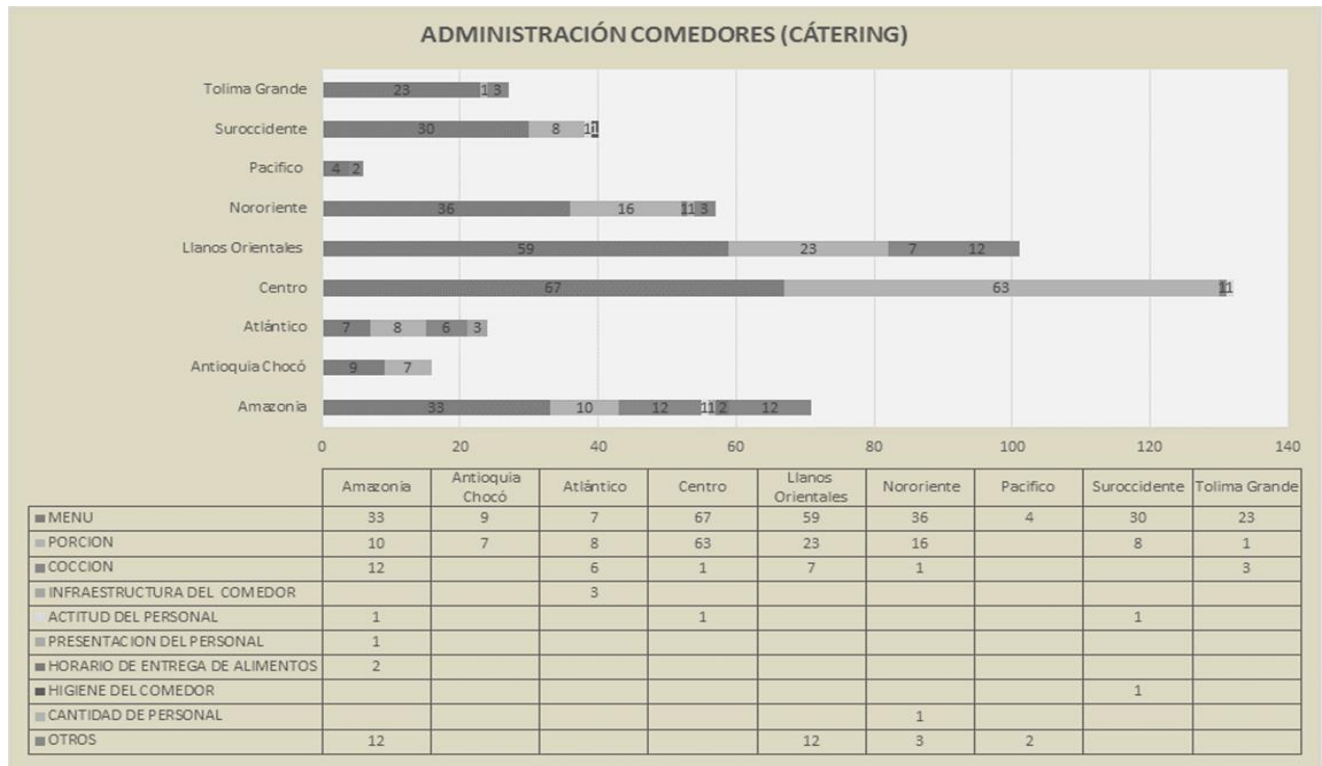 ADMINISTRACIÓN COMEDORES (CÁTERING)
Tolima Grande 23 1 3
Suroccidente 30 8 1 1
Pacifico 4 2
Nororiente 36 16 1 1 3
Llanos Orientales 59 23 7 12
Centro 67 63 1 1
Atlántico 7 8 6 3
Antioquia Chocó 9 7
Amazonia 33 10 12 1 1 2 12
0 20 40 60 80 100 120 140
Amazonia Antioquia Chocó Atlántico Centro Llanos Orientales Nororiente Pacifico Suroccidente Tolima Grande
MENU 33 9 7 67 59 36 4 30 23
PORCION 10 7 8 63 23 16 8 1
COCCION 12 6 1 7 1 3
INFRAESTRUCTURA DEL COMEDOR 3
ACTITUD DEL PERSONAL 1 1 1
PRESENTACION DEL PERSONAL 1
HORARIO DE ENTREGA DE ALIMENTOS 2
HIGIENE DEL COMEDOR 1
CANTIDAD DE PERSONAL 1
OTROS 12 12 3 2